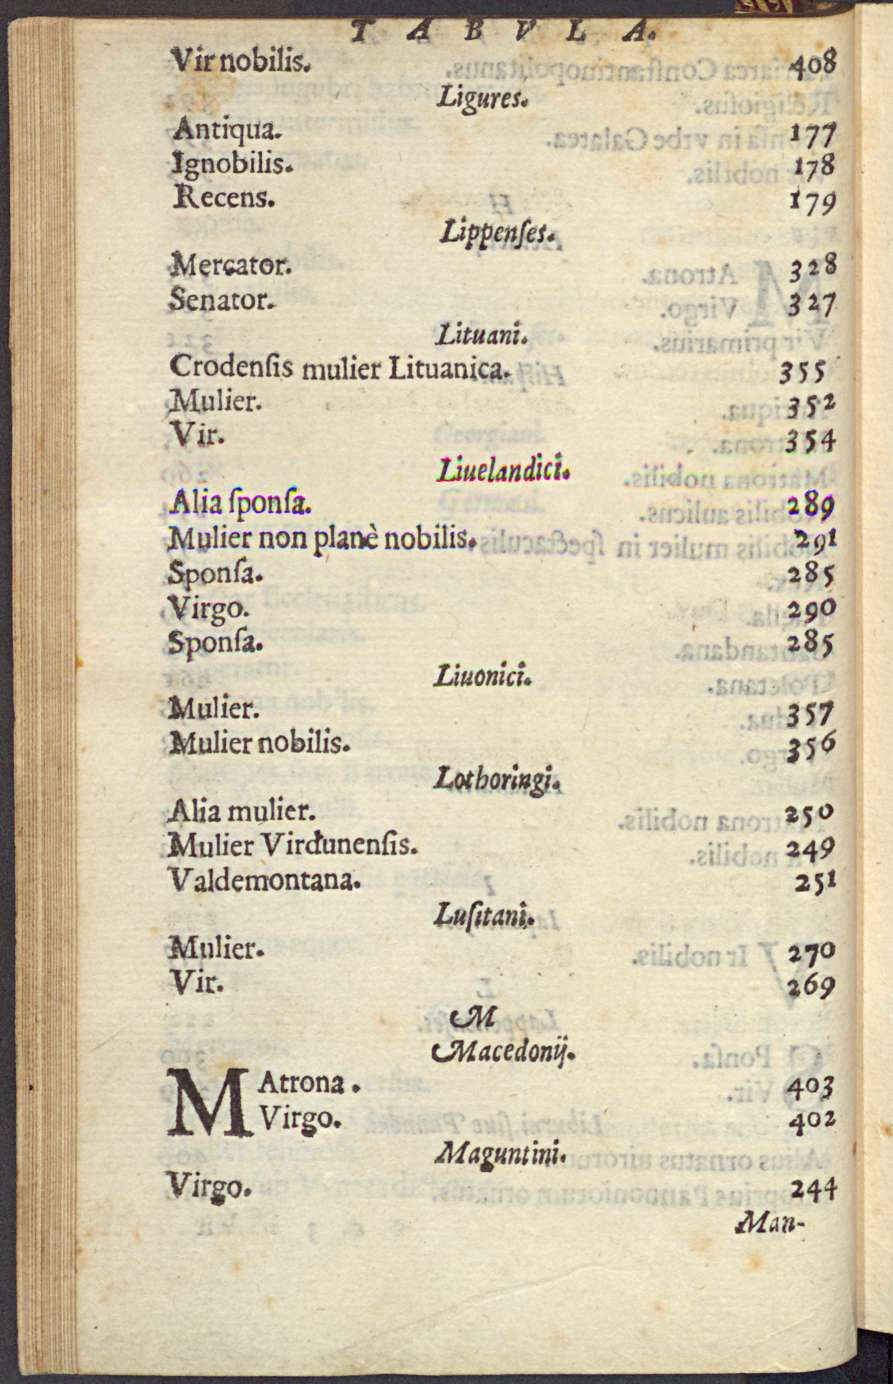 T A B V L A.
Vir nobilis. 408
Ligures.
Antiqua. 177
Ignobilis. 178
Recens. 179
Lippenſes.
Mercator. 328
Senator. 327
Lituani.
Crodenſis mulier Lituanica. 355
Mulier. 352
Vir. 354
Liuelandici.
Alia ſponſa. 289
Mulier non planè nobilis. 291
Sponſa. 285
Virgo. 290
Sponſa. 285
Liuonici.
Mulier. 357
Mulier nobilis. 356
Lothoringi.
Alia mulier. 250
Mulier Virdunenſis. 249
Valdemontana. 251
Luſitani.
Mulier. 270
Vir. 269
M
Macedonij.
MAtrona. 403
Virgo. 402
Maguntini.
Virgo. 244
Man-